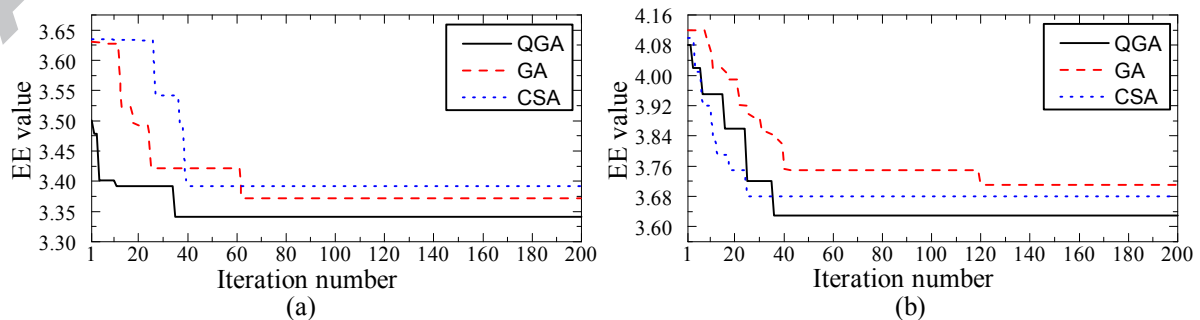 3.65
3.60
3.55
3.50
3.45
3.40
3.35
3.30
EE value
QGA
GA
CSA
1 20 40 60 80 100 120 140 160 180 200
Iteration number
(a)
4.16
4.08
4.00
3.92
3.84
3.76
3.68
3.60
EE value
QGA
GA
CSA
1 20 40 60 80 100 120 140 160 180 200
Iteration number
(b)